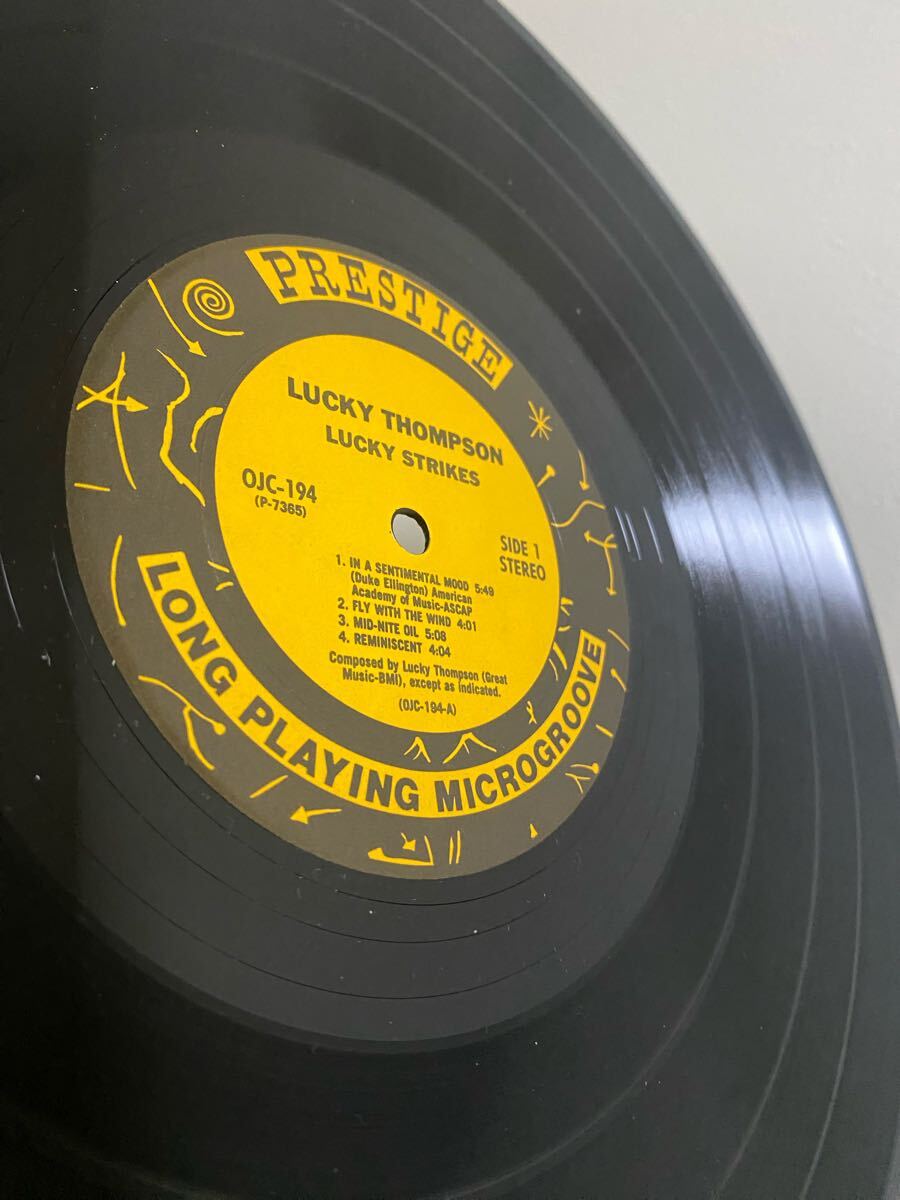 PRESTIGE
LUCKY THOMPSON
LUCKY STRIKES
OJC-194
(P-7365)
SIDE 1
STEREO
1. IN A SENTIMENTAL MOOD 5:49
(Duke Ellington) American
Academy of Music-ASCAP
2. FLY WITH THE WIND 4:01
3. MID-NITE OIL 5:08
4. REMINISCENT 4:04
Composed by Lucky Thompson (Great
Music-BMI), except as indicated.
(OJC-194-A)
LONG PLAYING MICROGROOVE